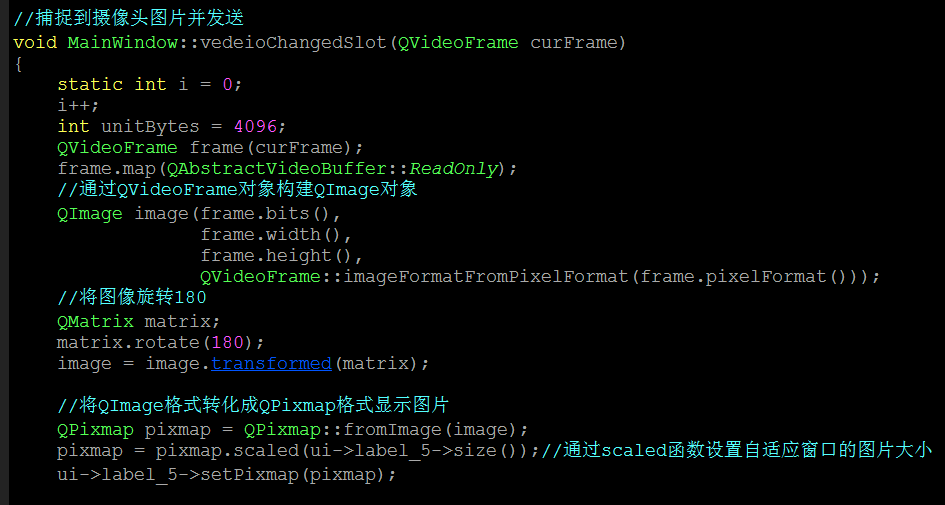 //捕捉到摄像头图片并发送
void MainWindow::vedeioChangedSlot(QVideoFrame curFrame)
{
    static int i = 0;
    i++;
    int unitBytes = 4096;
    QVideoFrame frame(curFrame);
    frame.map(QAbstractVideoBuffer::ReadOnly);
    //通过QVideoFrame对象构建QImage对象
    QImage image(frame.bits(),
                 frame.width(),
                 frame.height(),
                 QVideoFrame::imageFormatFromPixelFormat(frame.pixelFormat()));
    //将图像旋转180
    QMatrix matrix;
    matrix.rotate(180);
    image = image.transformed(matrix);
    //将QImage格式转化成QPixmap格式显示图片
    QPixmap pixmap = QPixmap::fromImage(image);
    pixmap = pixmap.scaled(ui->label_5->size());//通过scaled函数设置自适应窗口的图片大小
    ui->label_5->setPixmap(pixmap);